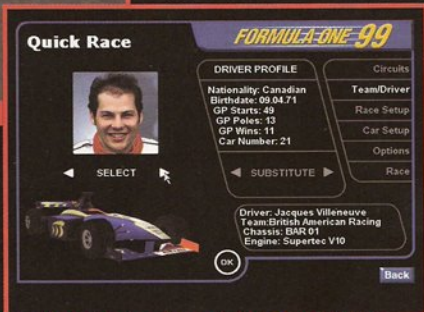 Quick Race
FORMULA ONE 99
DRIVER PROFILE
Nationality: Canadian
Birthdate: 09.04.71
GP Starts: 49
GP Poles: 13
GP Wins: 11
Car Number: 21
SELECT
SUBSTITUTE
Circuits
Team/Driver
Race Setup
Car Setup
Options
Race
Driver: Jacques Villeneuve
Team:British American Racing
Chassis: BAR 01
Engine: Supertec V10
OK
Back